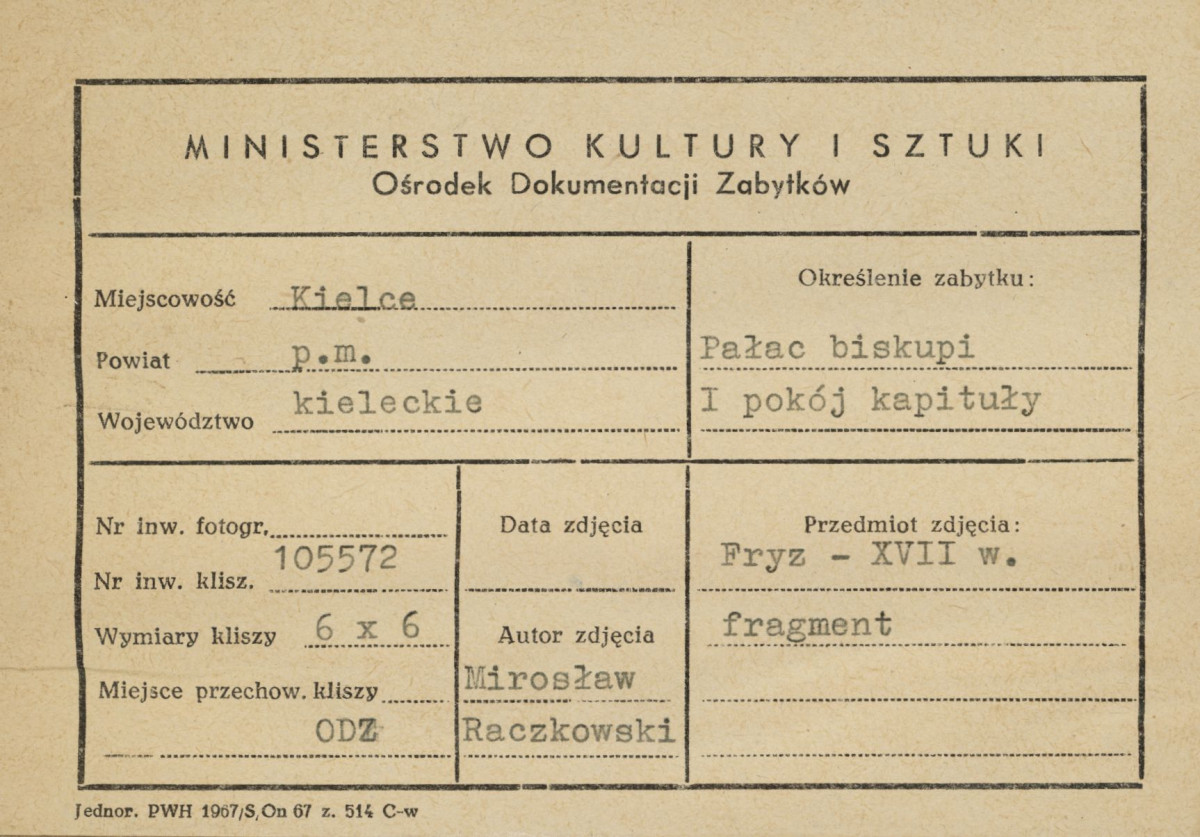 MINISTERSTWO KULTURY I SZTUKI
Ośrodek Dokumentacji Zabytków
Miejscowość Kielce
Powiat p.m.
Województwo kieleckie
Określenie zabytku:
Pałac biskupi
I pokój kapituły
Nr inw. fotogr.
Nr inw. klisz. 105572
Wymiary kliszy 6 x 6
Miejsce przechow. kliszy
ODZ
Data zdjęcia
Autor zdjęcia
Mirosław
Raczkowski
Przedmiot zdjęcia:
Fryz - XVII w.
fragment
Jednor. PWH 1967/S, On 67 z. 514 C-w